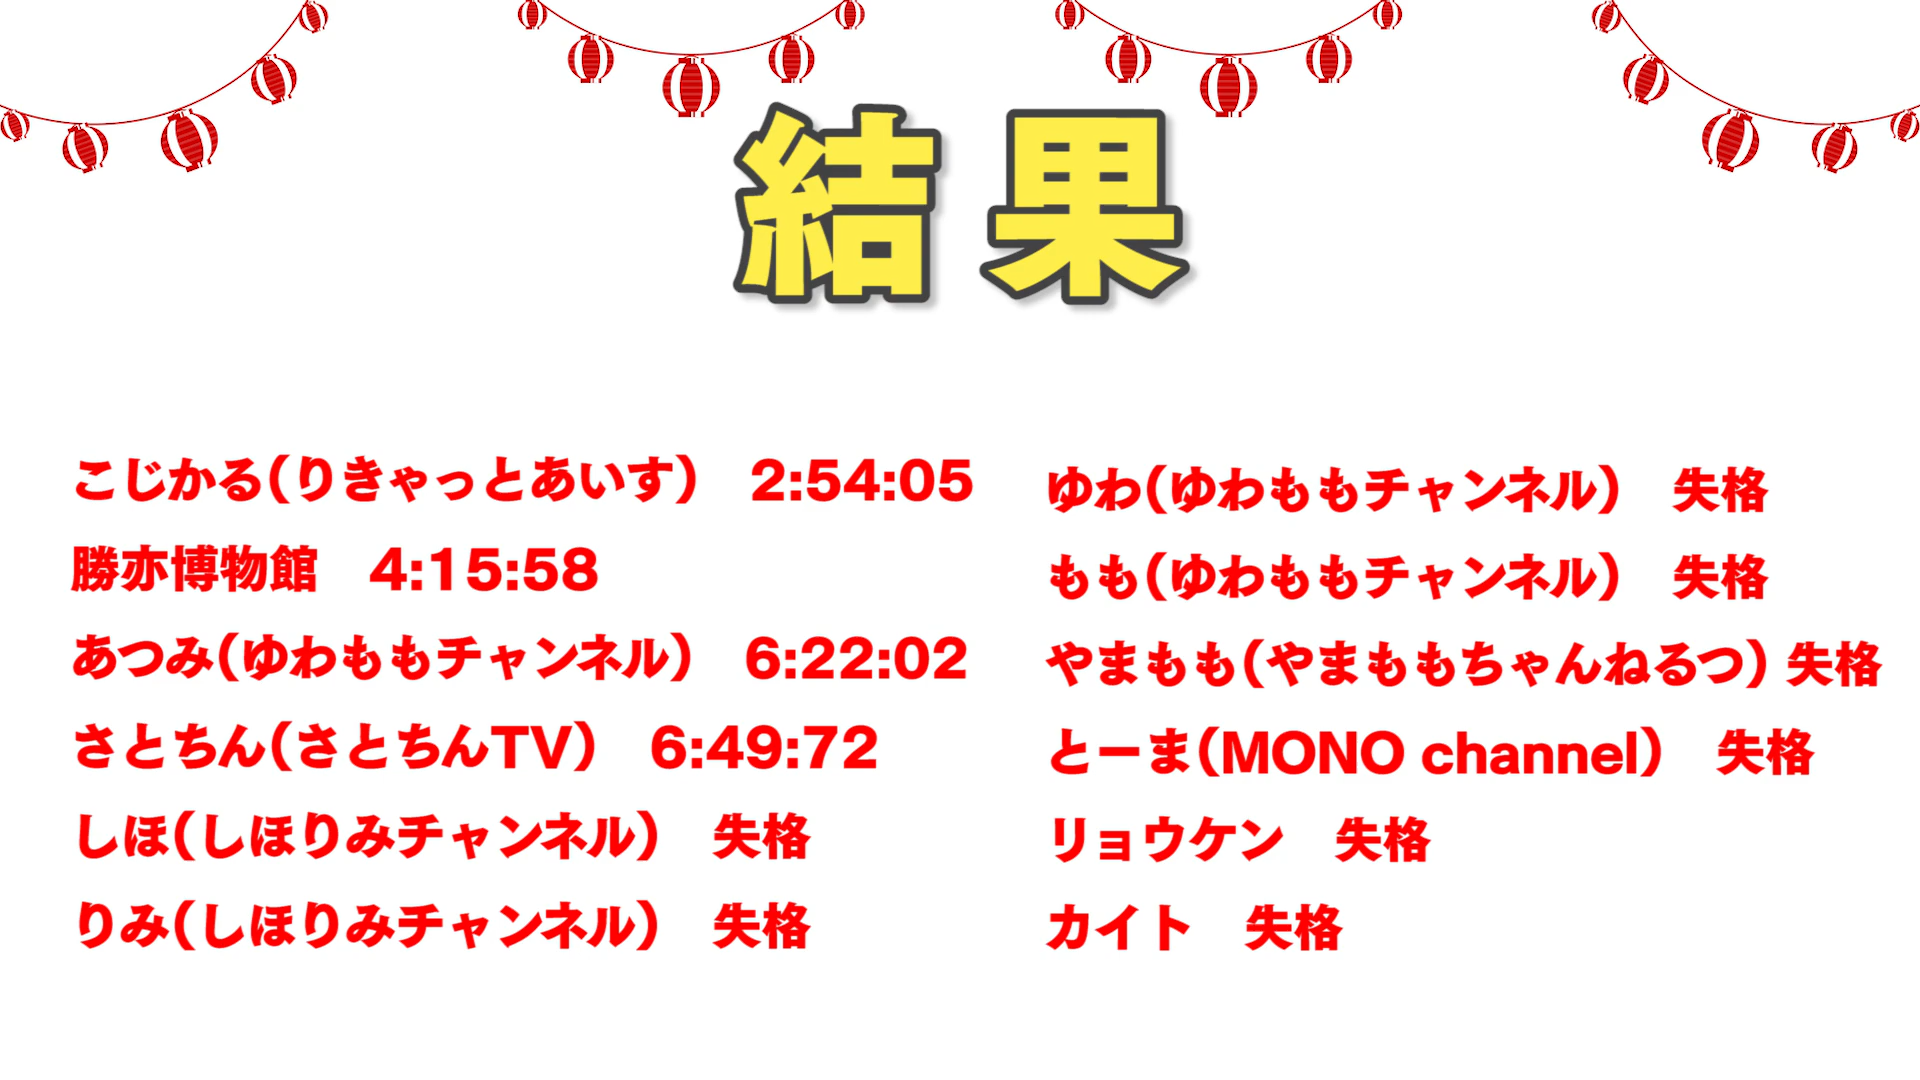 結果
こじかる(りきゃっとあいす)　2:54:05
勝亦博物館　4:15:58
あつみ(ゆわももチャンネル)　6:22:02
さとちん(さとちんTV)　6:49:72
しほ(しほりみチャンネル)　失格
りみ(しほりみチャンネル)　失格
ゆわ(ゆわももチャンネル)　失格
もも(ゆわももチャンネル)　失格
やまもも(やまももちゃんねるつ) 失格
とーま(MONO channel)　失格
リョウケン　失格
カイト　失格